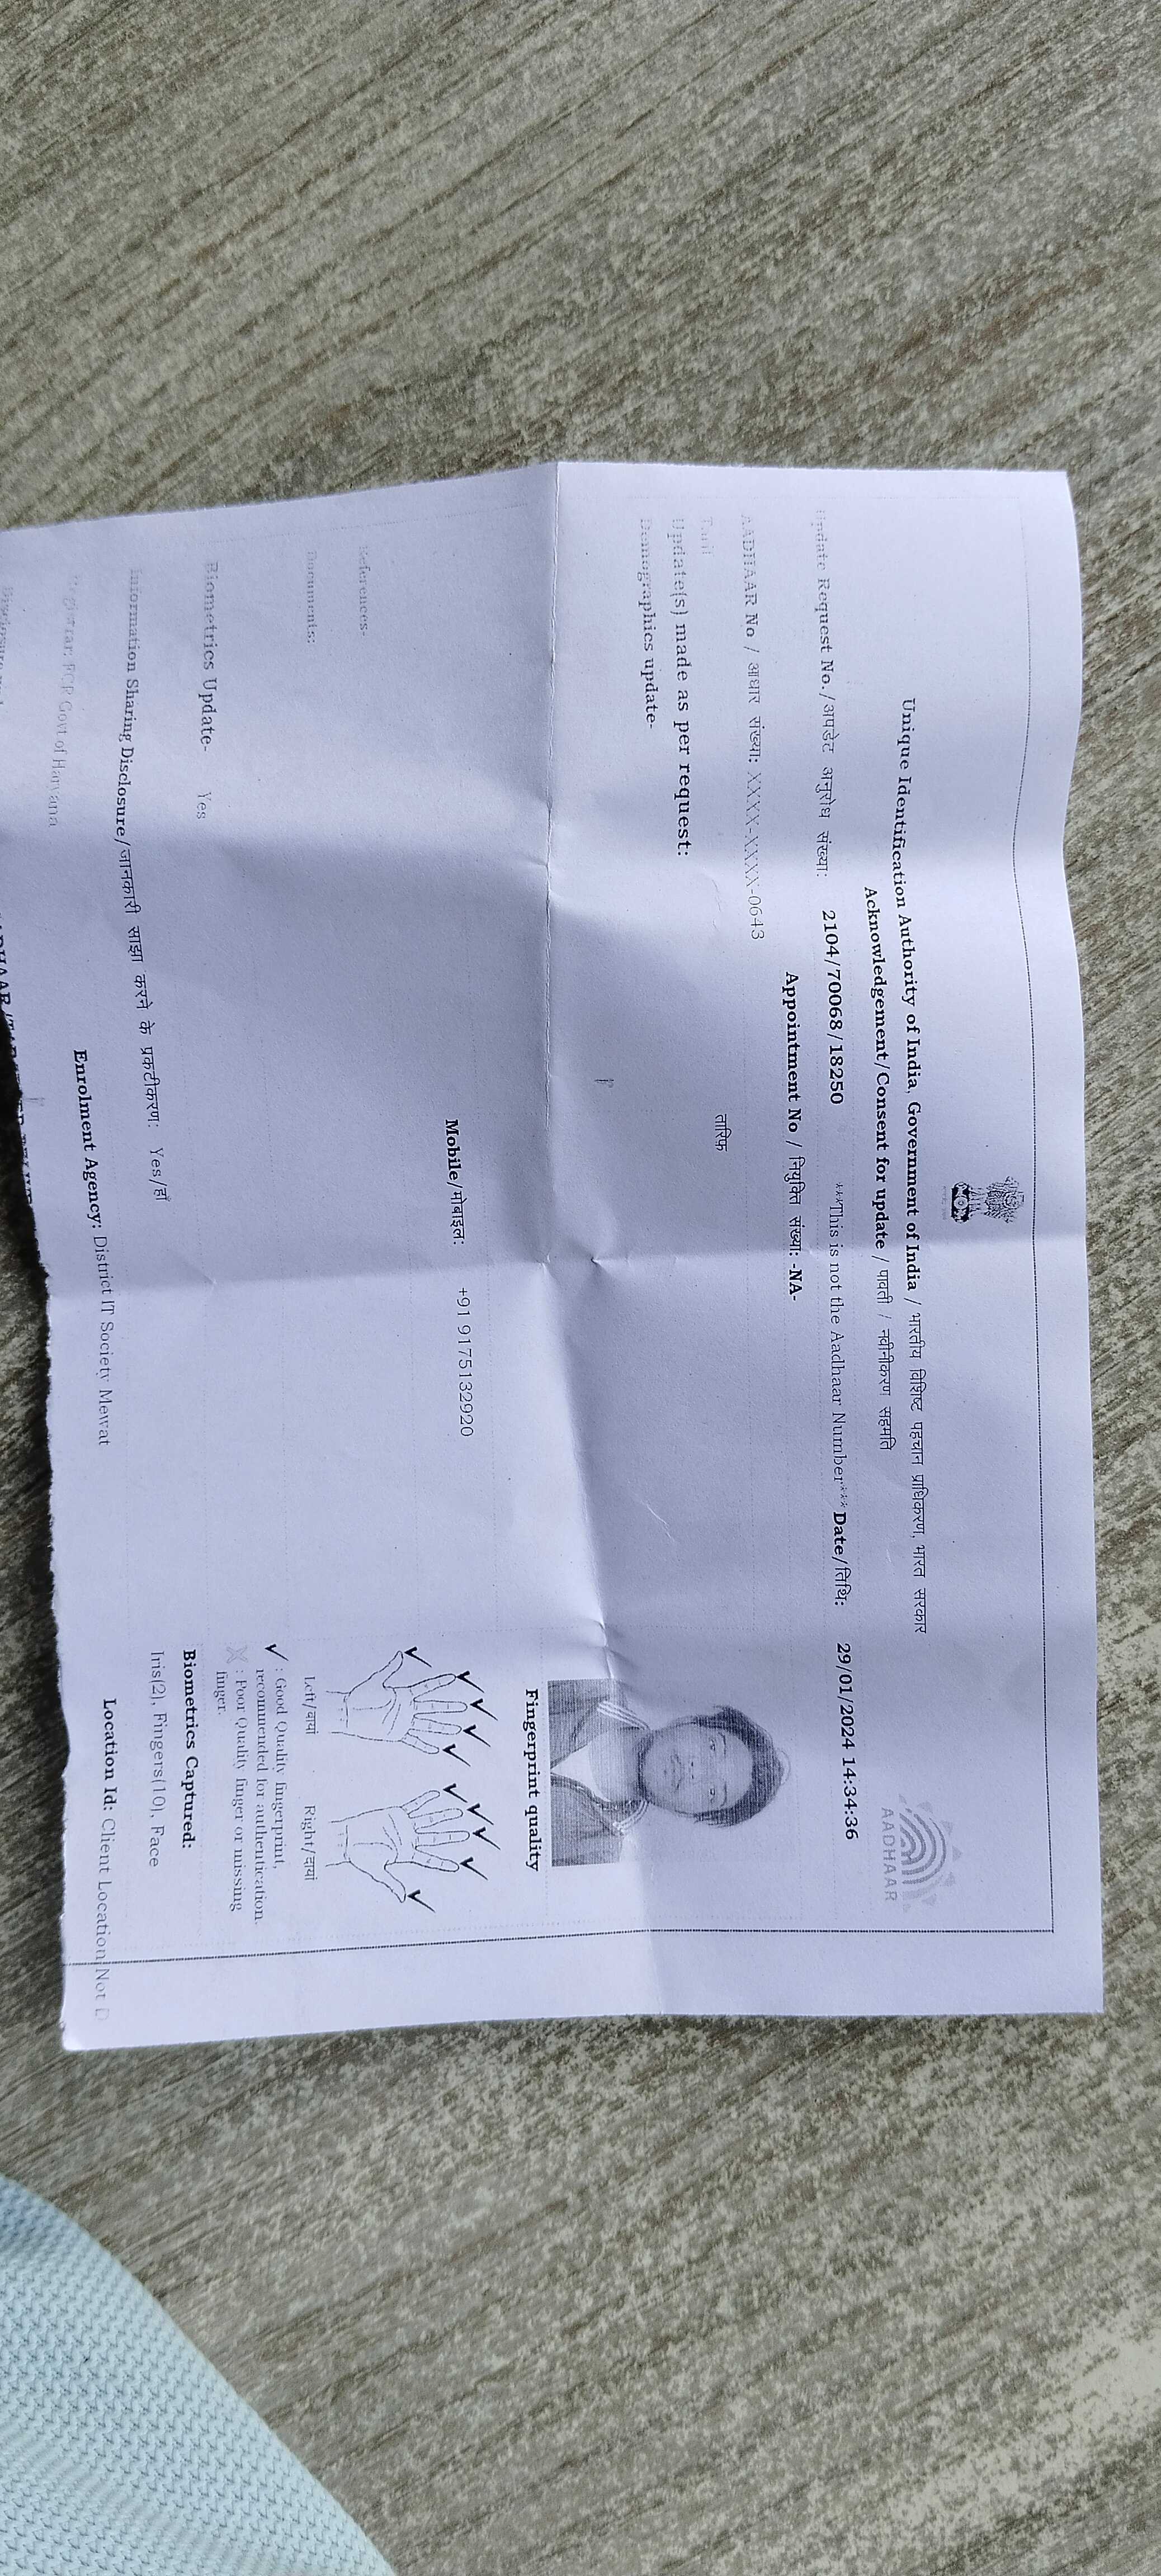 Unique Identification Authority of India, Government of India / भारतीय विशिष्ट पहचान प्राधिकरण, भारत सरकार
Acknowledgement/Consent for update / पावती / नवीनीकरण सहमति
AADHAAR
Update Request No./अपडेट अनुरोध संख्या: 2104/70068/18250 ***This is not the Aadhaar Number*** Date/तिथि: 29/01/2024 14:34:36
Appointment No / नियुक्ति संख्या: -NA-
AADHAAR No / आधार संख्या: XXXX-XXXX-0643
तारिफ
Update(s) made as per request:
Demographics update-
Mobile/मोबाइल: +91 9175132920
References-
Documents:
Biometrics Update- Yes
Fingerprint quality
Left/बायां Right/दायां
✓ : Good Quality fingerprint,
recommended for authentication.
X : Poor Quality finger or missing
finger.
Biometrics Captured:
Iris(2), Fingers(10), Face
Information Sharing Disclosure/जानकारी साझा करने के प्रकटीकरण: Yes/हाँ
Registrar: FCR Govt of Haryana Enrolment Agency: District IT Society Mewat Location Id: Client Location Not D